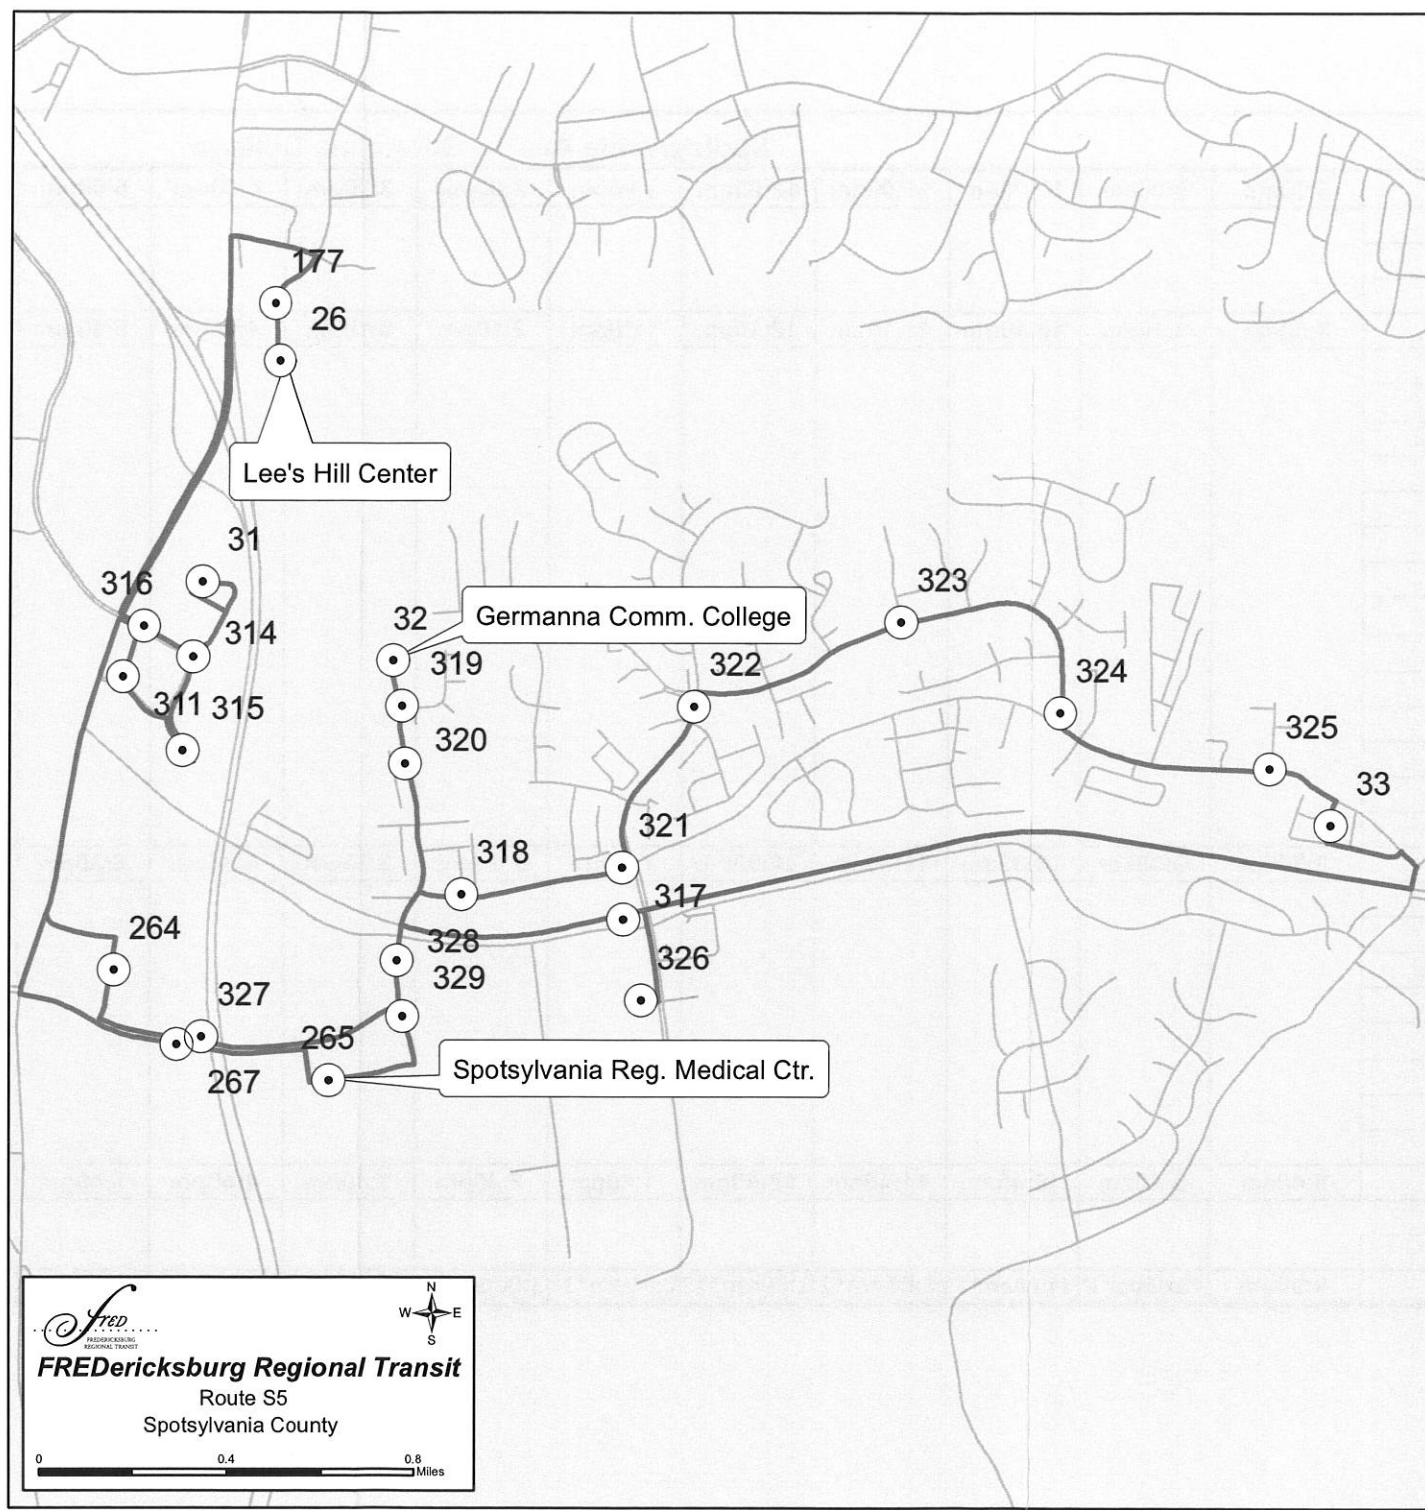 177
26
Lee's Hill Center
31
316
314
32
Germanna Comm. College
319
323
322
324
311
315
320
325
33
321
318
317
264
328
326
329
327
265
267
Spotsylvania Reg. Medical Ctr.
N
W E
S
FRED
FREDERICKSBURG
REGIONAL TRANSIT
FREDericksburg Regional Transit
Route S5
Spotsylvania County
0 0.4 0.8
Miles